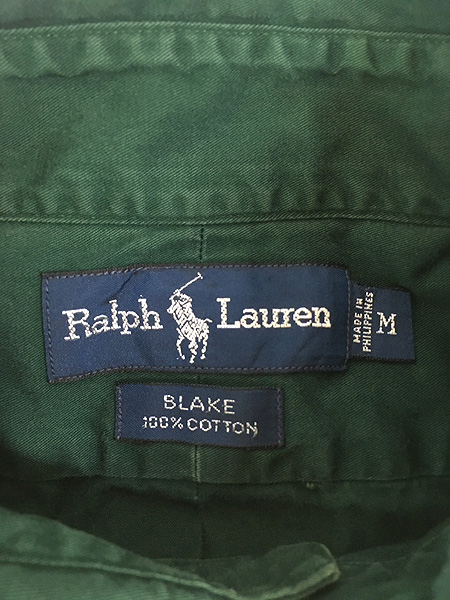 Ralph Lauren
MADE IN
PHILIPPINES
M
BLAKE
100% COTTON